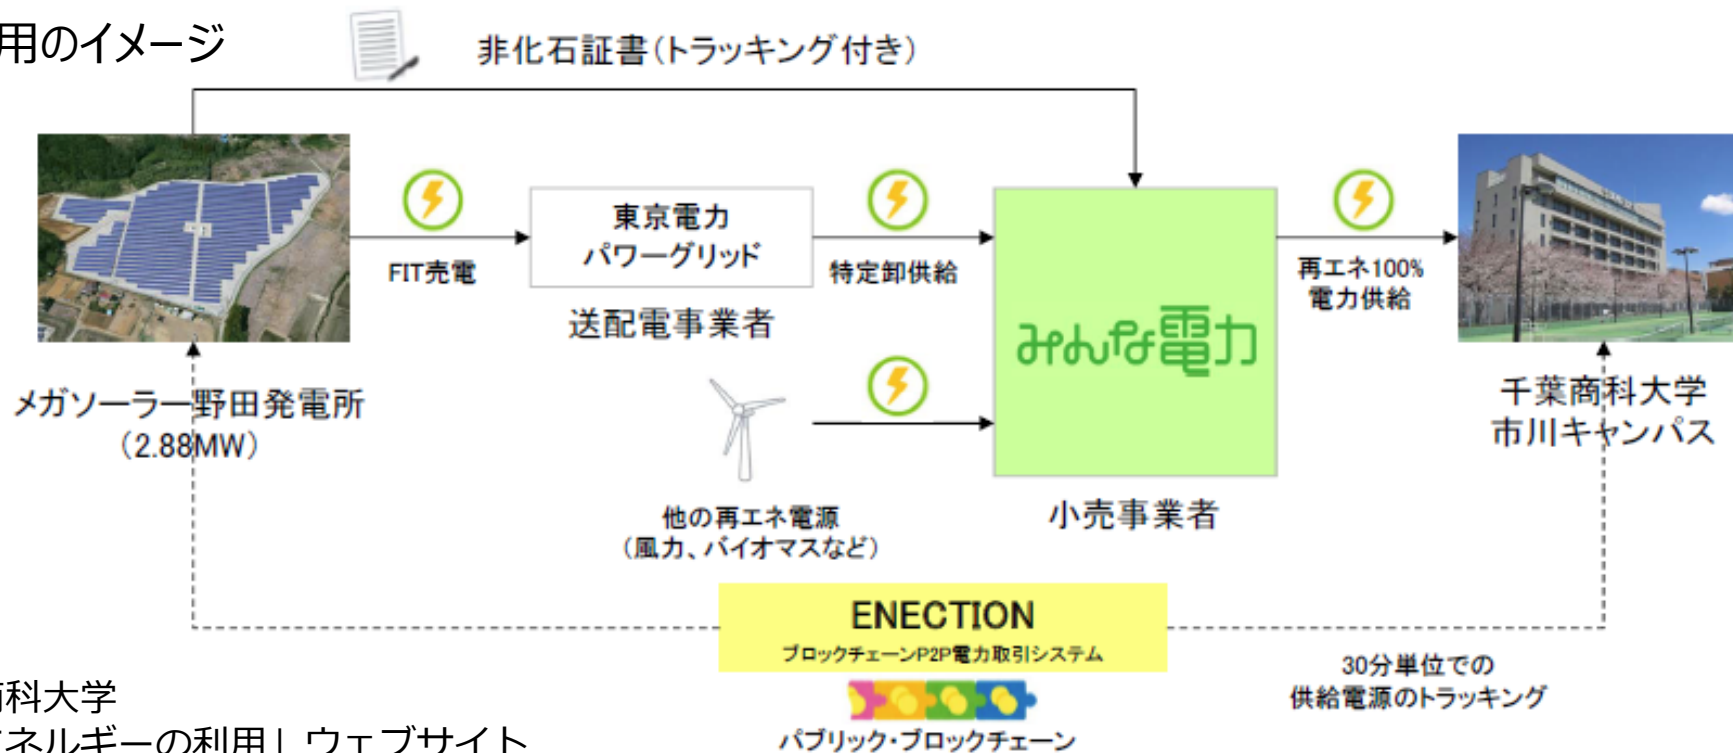 用のイメージ
非化石証書(トラッキング付き)
東京電力
パワーグリッド
FIT売電
特定卸供給
再エネ100%
電力供給
送配電事業者
みんな電力
メガソーラー野田発電所
(2.88MW)
千葉商科大学
市川キャンパス
他の再エネ電源
(風力、バイオマスなど)
小売事業者
ENECTION
ブロックチェーンP2P電力取引システム
30分単位での
供給電源のトラッキング
パブリック・ブロックチェーン
商科大学
エネルギーの利用」ウェブサイト